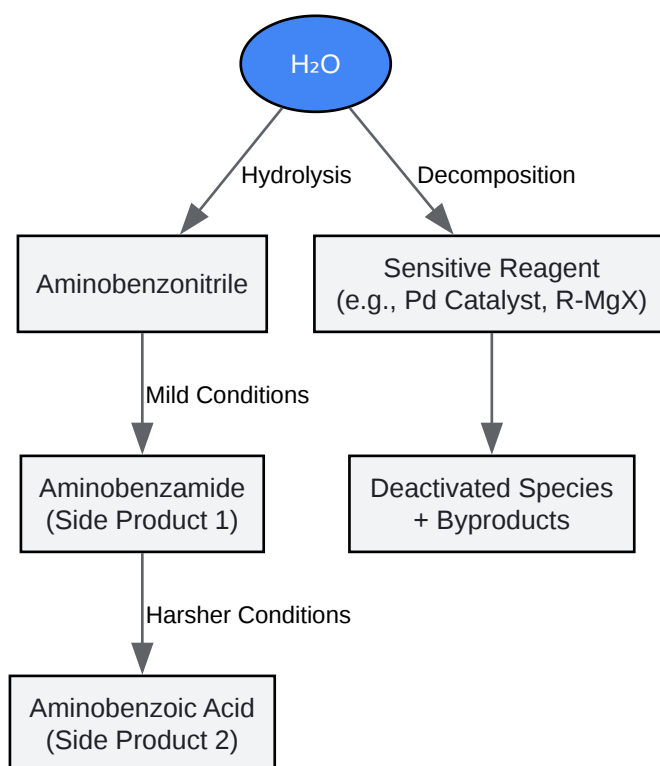 H₂O
Hydrolysis
Decomposition
Aminobenzonitrile
Sensitive Reagent
(e.g., Pd Catalyst, R-MgX)
Mild Conditions
Aminobenzamide
(Side Product 1)
Deactivated Species
+ Byproducts
Harsher Conditions
Aminobenzoic Acid
(Side Product 2)